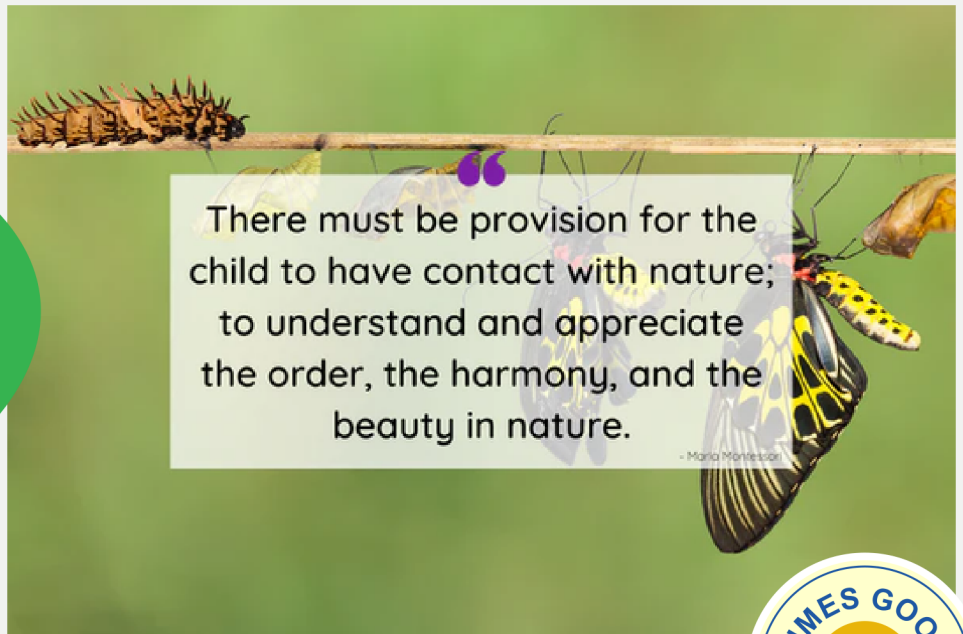 There must be provision for the
child to have contact with nature;
to understand and appreciate
the order, the harmony, and the
beauty in nature.
- Maria Montessori